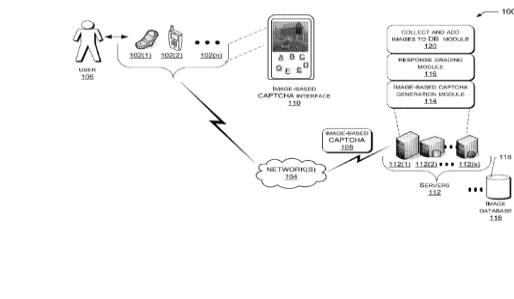 100
COLLECT AND ADD
IMAGES TO DB MODULE
120
RESPONSE GRADING
MODULE
116
IMAGE-BASED CAPTCHA
GENERATION MODULE
114
USER
106
102(1)
102(2)
102(n)
A B C
IMAGE-BASED
CAPTCHA INTERFACE
110
IMAGE-BASED
CAPTCHA
108
NETWORK(S)
104
112(1)
112(2)
112(s)
SERVERS
112
118
IMAGE
DATABASE
118